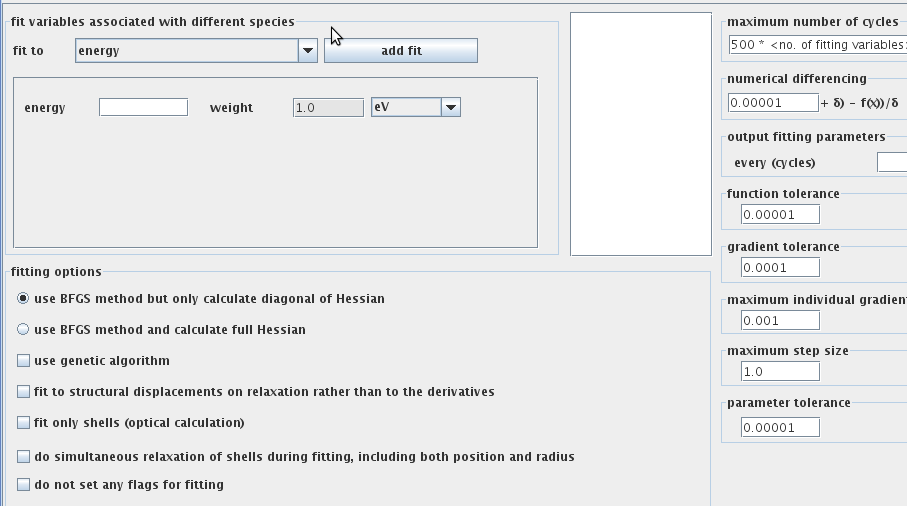 fit variables associated with different species
fit to energy add fit
energy weight 1.0 eV
fitting options
use BFGS method but only calculate diagonal of Hessian
use BFGS method and calculate full Hessian
use genetic algorithm
fit to structural displacements on relaxation rather than to the derivatives
fit only shells (optical calculation)
do simultaneous relaxation of shells during fitting, including both position and radius
do not set any flags for fitting
maximum number of cycles
500 * <no. of fitting variables>
numerical differencing
0.00001 + δ) − f(x))/δ
output fitting parameters
every (cycles)
function tolerance
0.00001
gradient tolerance
0.0001
maximum individual gradien
0.001
maximum step size
1.0
parameter tolerance
0.00001